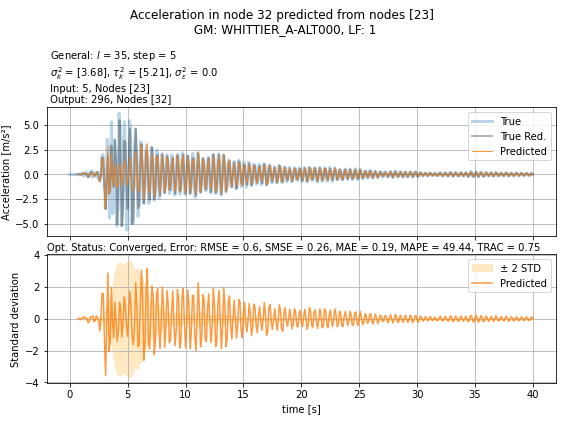 Acceleration in node 32 predicted from nodes [23]
GM: WHITTIER_A-ALT000, LF: 1
General: l = 35, step = 5
σ²ₖ = [3.68], τ²ₖ = [5.21], σ²ε = 0.0
Input: 5, Nodes [23]
Output: 296, Nodes [32]
Acceleration [m/s²]
5.0
2.5
0.0
−2.5
−5.0
True
True Red.
Predicted
Opt. Status: Converged, Error: RMSE = 0.6, SMSE = 0.26, MAE = 0.19, MAPE = 49.44, TRAC = 0.75
Standard deviation
4
2
0
−2
−4
± 2 STD
Predicted
0 5 10 15 20 25 30 35 40
time [s]